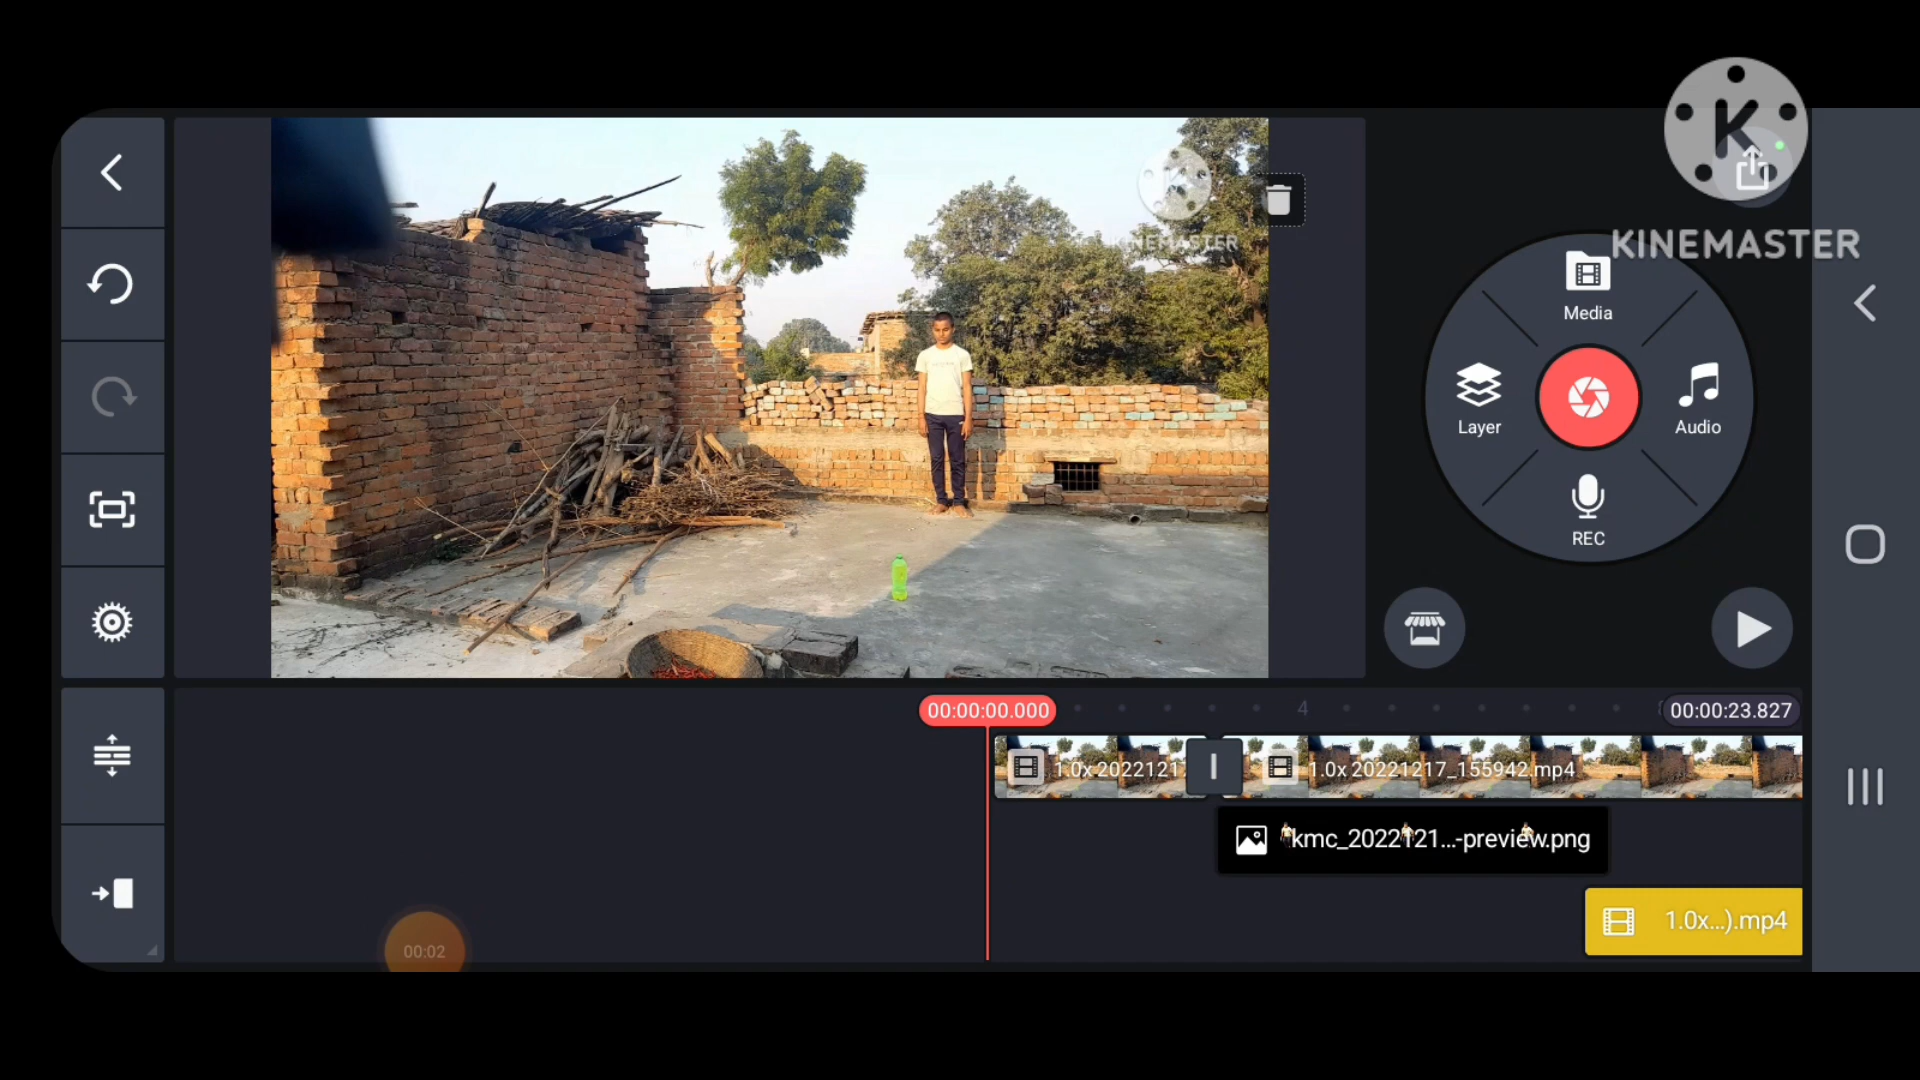 K
KINEMASTER
K
KINEMASTER
Media
Layer
Audio
REC
00:00:00.000
4
00:00:23.827
1.0x 2022121
1.0x 20221217_155942.mp4
kmc_2022121...-preview.png
1.0x...).mp4
00:02